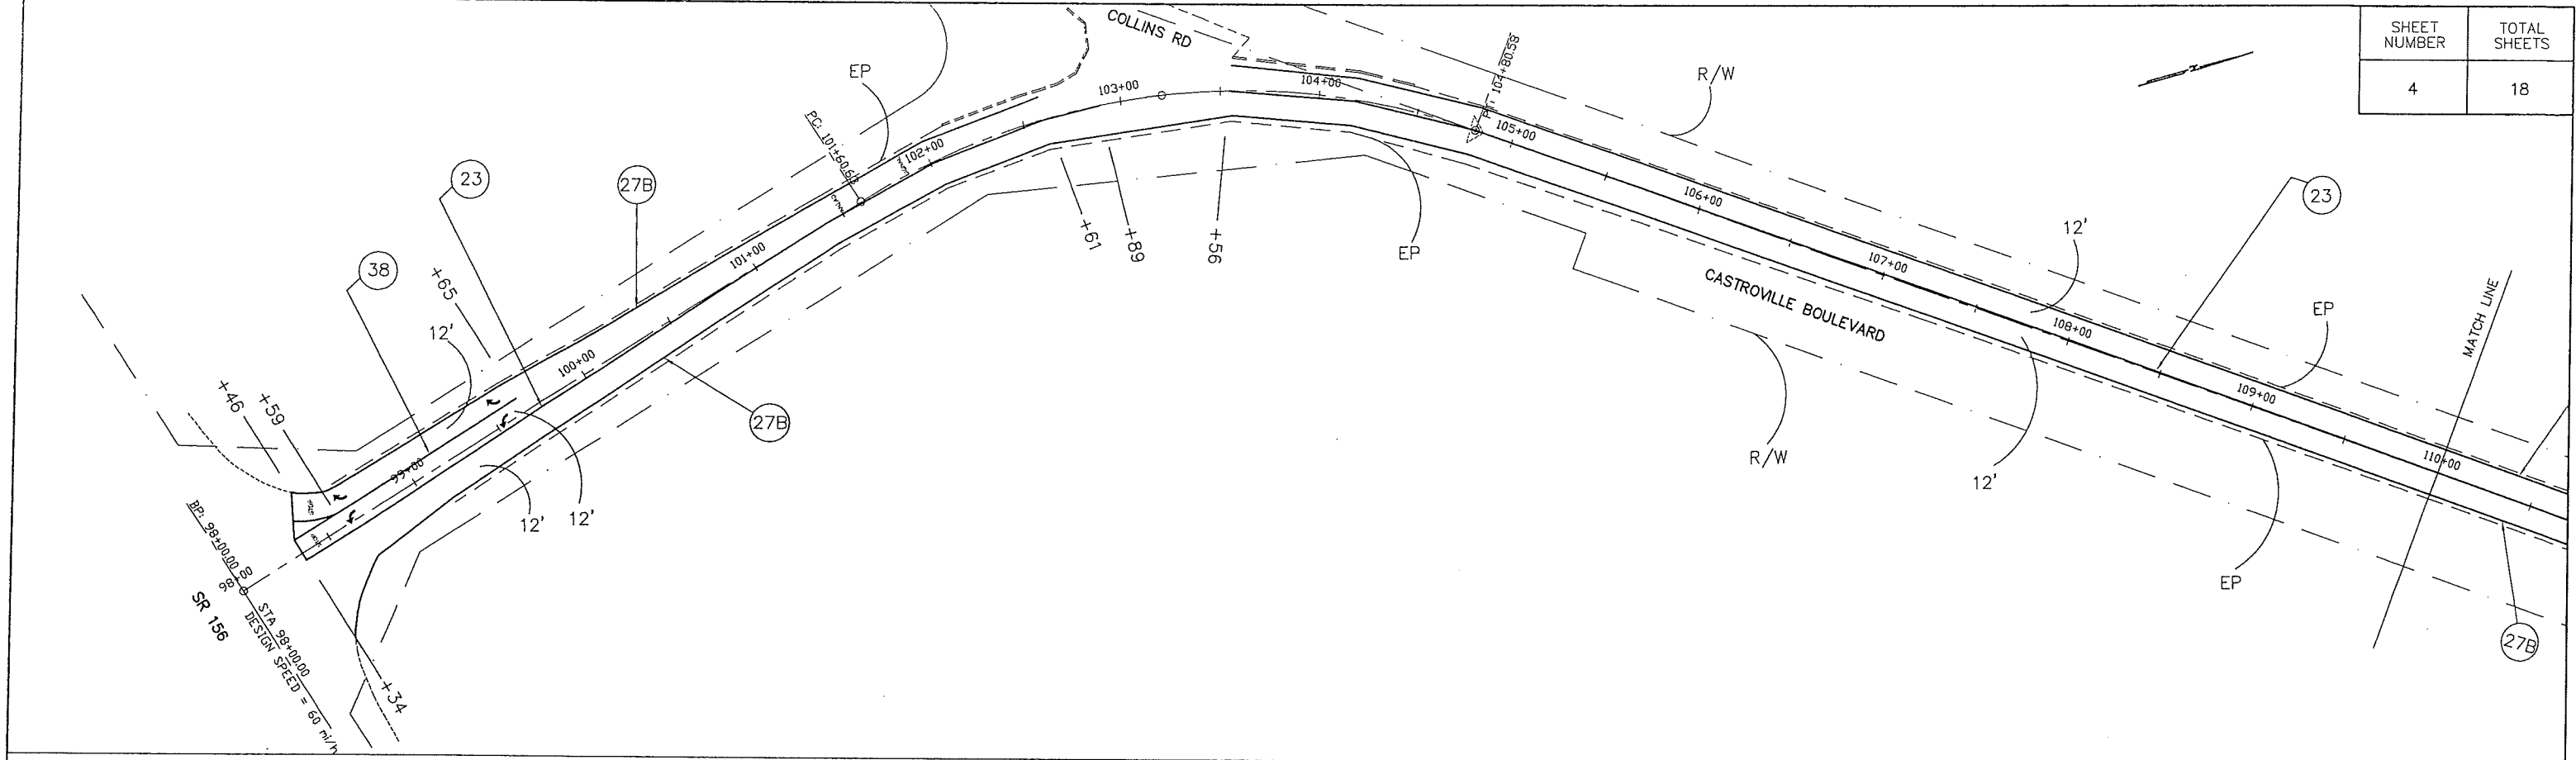 SHEET NUMBER
TOTAL SHEETS
4
18
COLLINS RD
EP
R/W
PC: 101+60.6
PT: 104+80.58
103+00
104+00
105+00
102+00
101+00
100+00
99+00
106+00
107+00
108+00
109+00
110+00
23
27B
38
+65
12'
+46
+59
+61
+89
+56
EP
12'
23
CASTROVILLE BOULEVARD
EP
MATCH LINE
R/W
12'
27B
12'
12'
EP
27B
BP: 98+00.00
98+00
SR 156
STA 98+00.00
DESIGN SPEED = 60 mi/h
+34